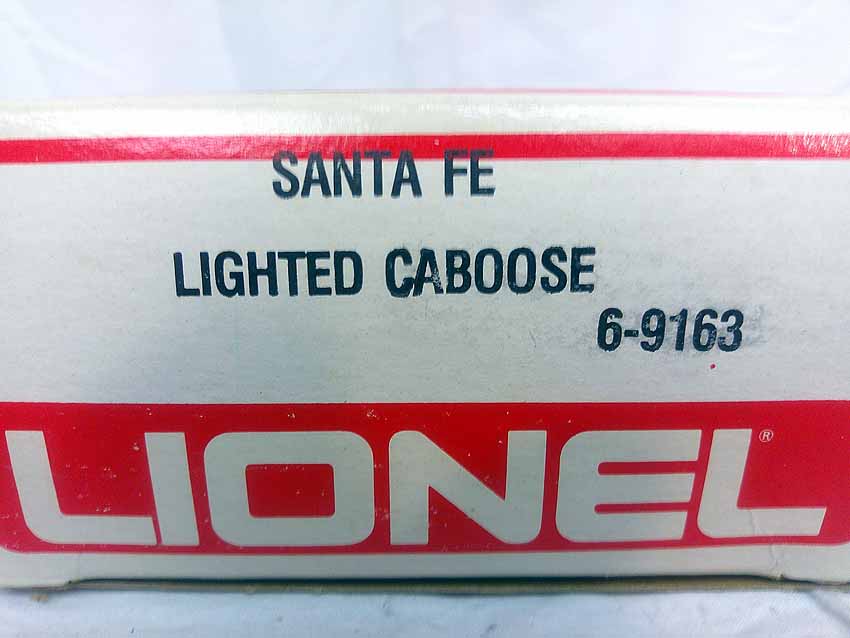 SANTA FE
LIGHTED CABOOSE
6-9163
LIONEL®